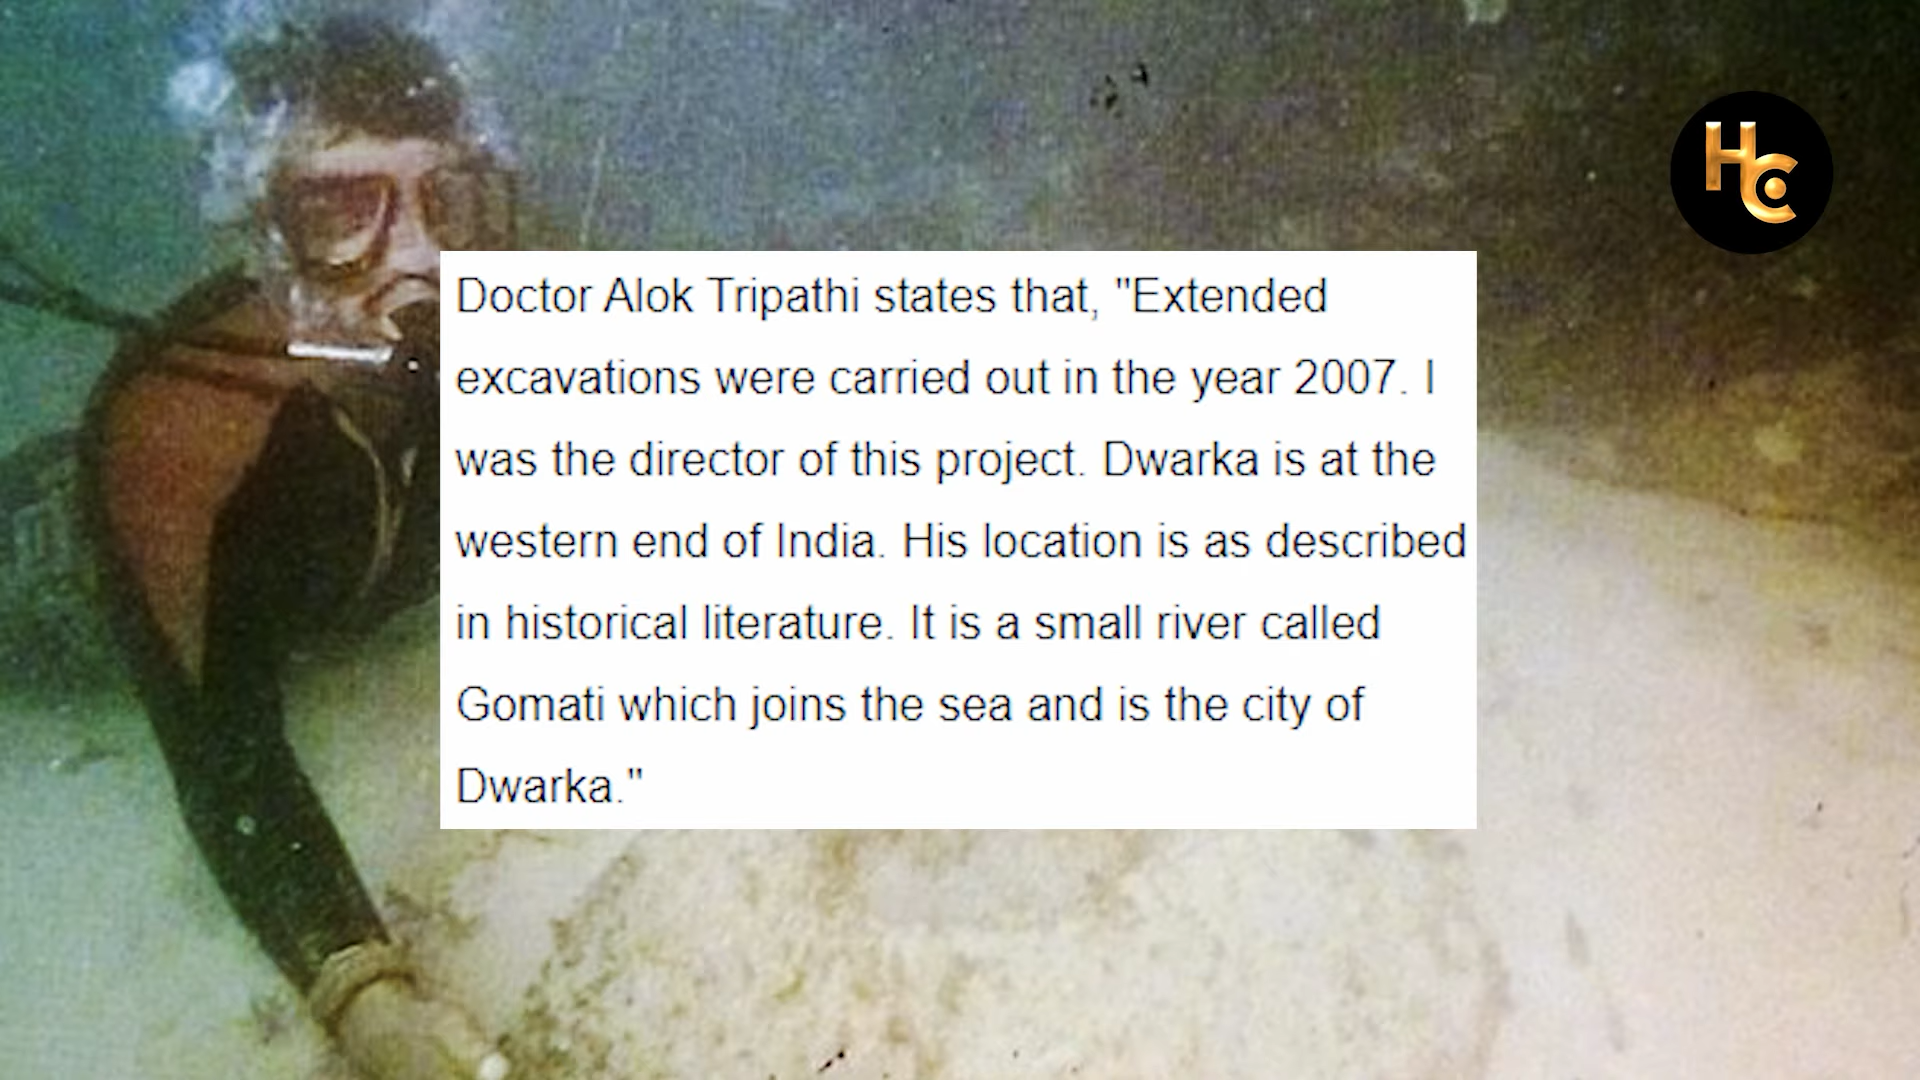 HC
Doctor Alok Tripathi states that, "Extended
excavations were carried out in the year 2007. I
was the director of this project. Dwarka is at the
western end of India. His location is as described
in historical literature. It is a small river called
Gomati which joins the sea and is the city of
Dwarka."